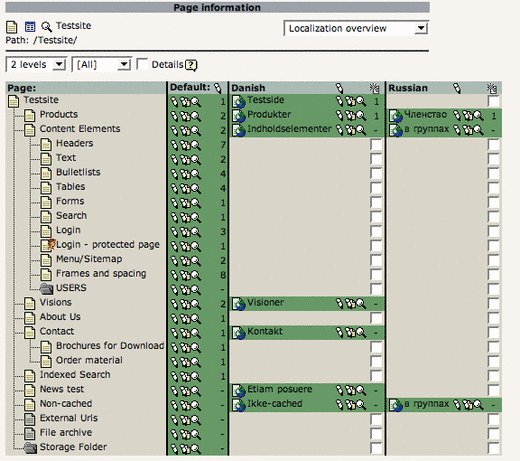 Page information
Testsite
Path: /Testsite/
Localization overview
2 levels [All] Details ?
Page: Default: Danish Russian
Testsite 1 Testside 1
Products 2 Produkter 2 Членство 1
Content Elements 2 Indholdselementer - в группах -
Headers 7
Text 2
Bulletlists 4
Tables 4
Forms 1
Search 1
Login 3
Login - protected page 1
Menu/Sitemap 2
Frames and spacing 8
USERS -
Visions 2 Visioner -
About Us 1
Contact 1 Kontakt -
Brochures for Download 1
Order material 1
Indexed Search 1
News test - Etiam posuere -
Non-cached - Ikke-cached - в группах -
External Urls -
File archive -
Storage Folder -